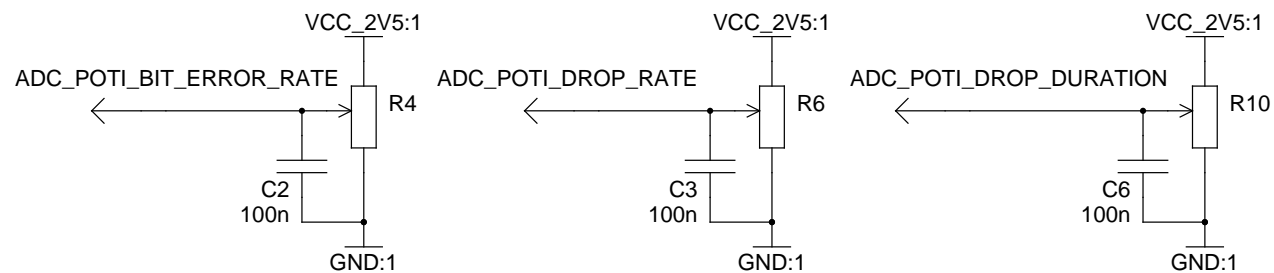 VCC_2V5:1
ADC_POTI_BIT_ERROR_RATE
R4
C2
100n
GND:1
VCC_2V5:1
ADC_POTI_DROP_RATE
R6
C3
100n
GND:1
VCC_2V5:1
ADC_POTI_DROP_DURATION
R10
C6
100n
GND:1